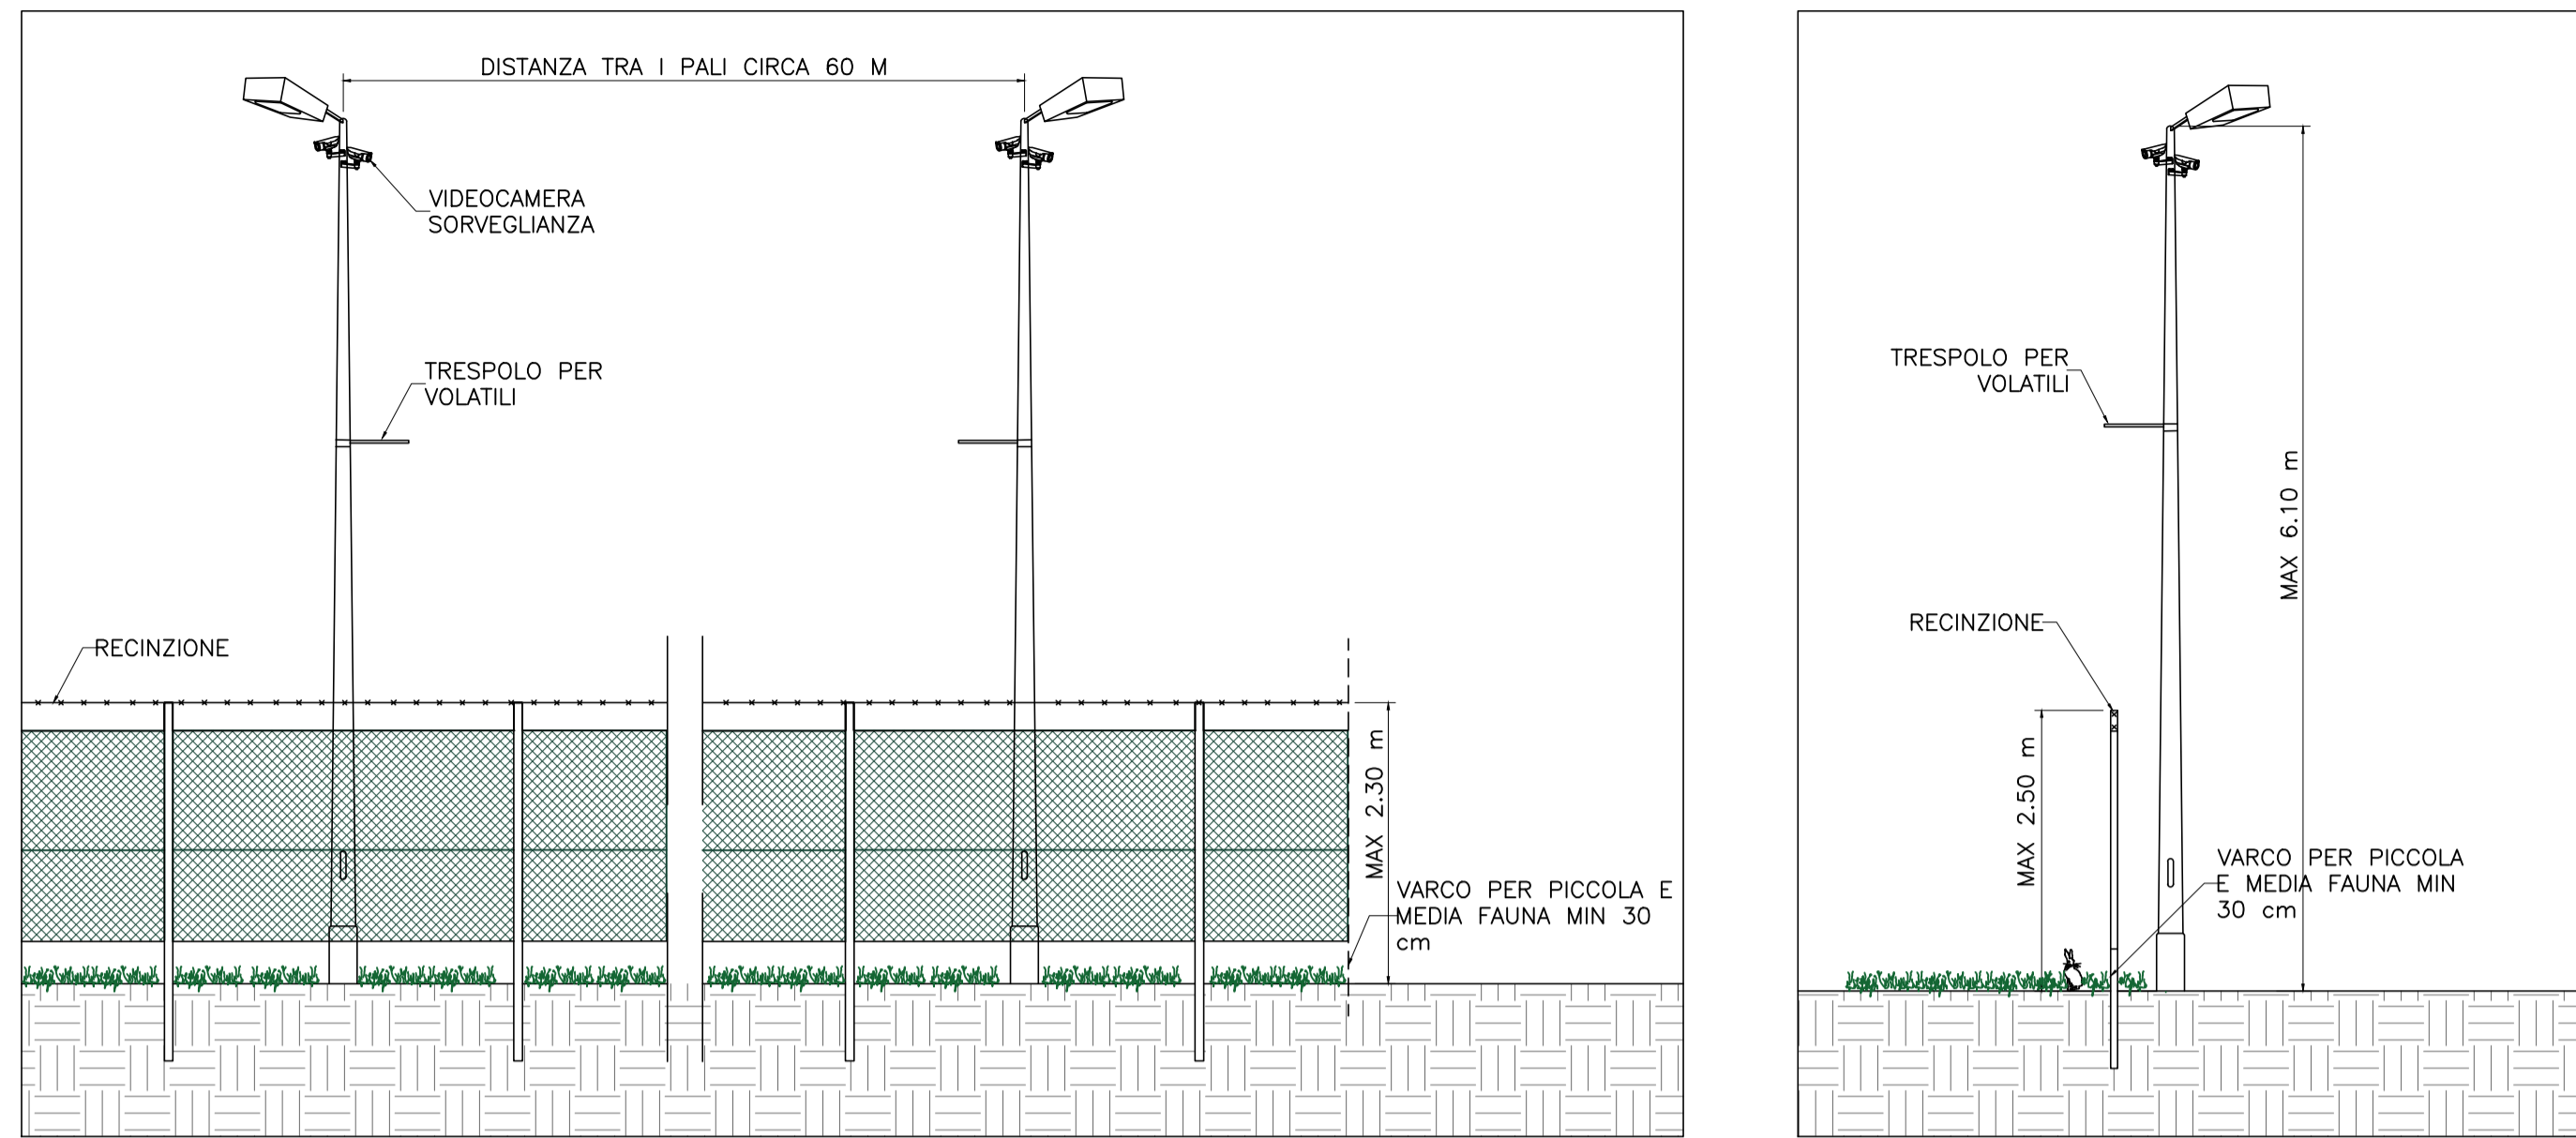 DISTANZA TRA I PALI CIRCA 60 M
VIDEOCAMERA
SORVEGLIANZA
TRESPOLO PER
VOLATILI
RECINZIONE
MAX 2.30 m
VARCO PER PICCOLA E
MEDIA FAUNA MIN 30
cm
TRESPOLO PER
VOLATILI
MAX 6.10 m
RECINZIONE
MAX 2.50 m
VARCO PER PICCOLA
E MEDIA FAUNA MIN
30 cm